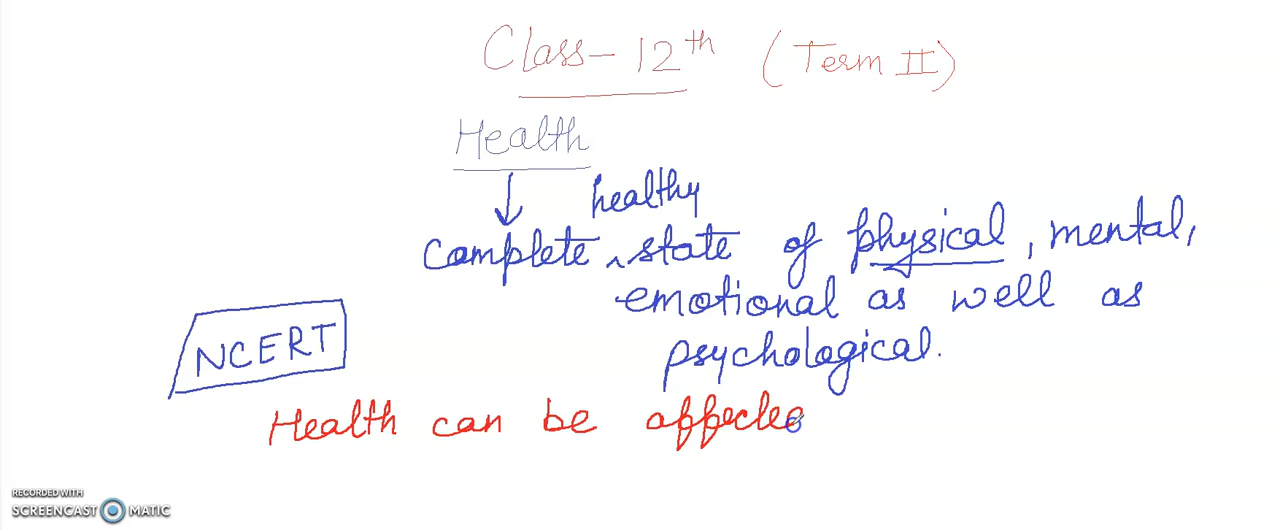 Class-12th (Term II)
Health
healthy
Complete ^ state of physical, mental,
emotional as well as
psychological.
NCERT
Health can be
RECORDED WITH
SCREENCAST MATIC